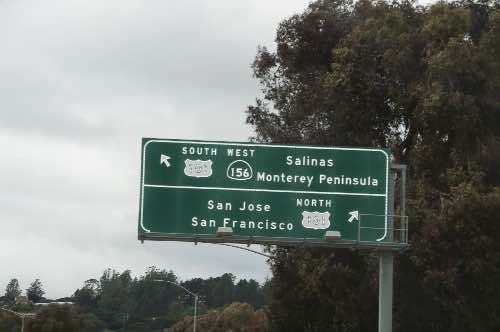 SOUTH WEST
156
Salinas
Monterey Peninsula
San Jose
San Francisco
NORTH